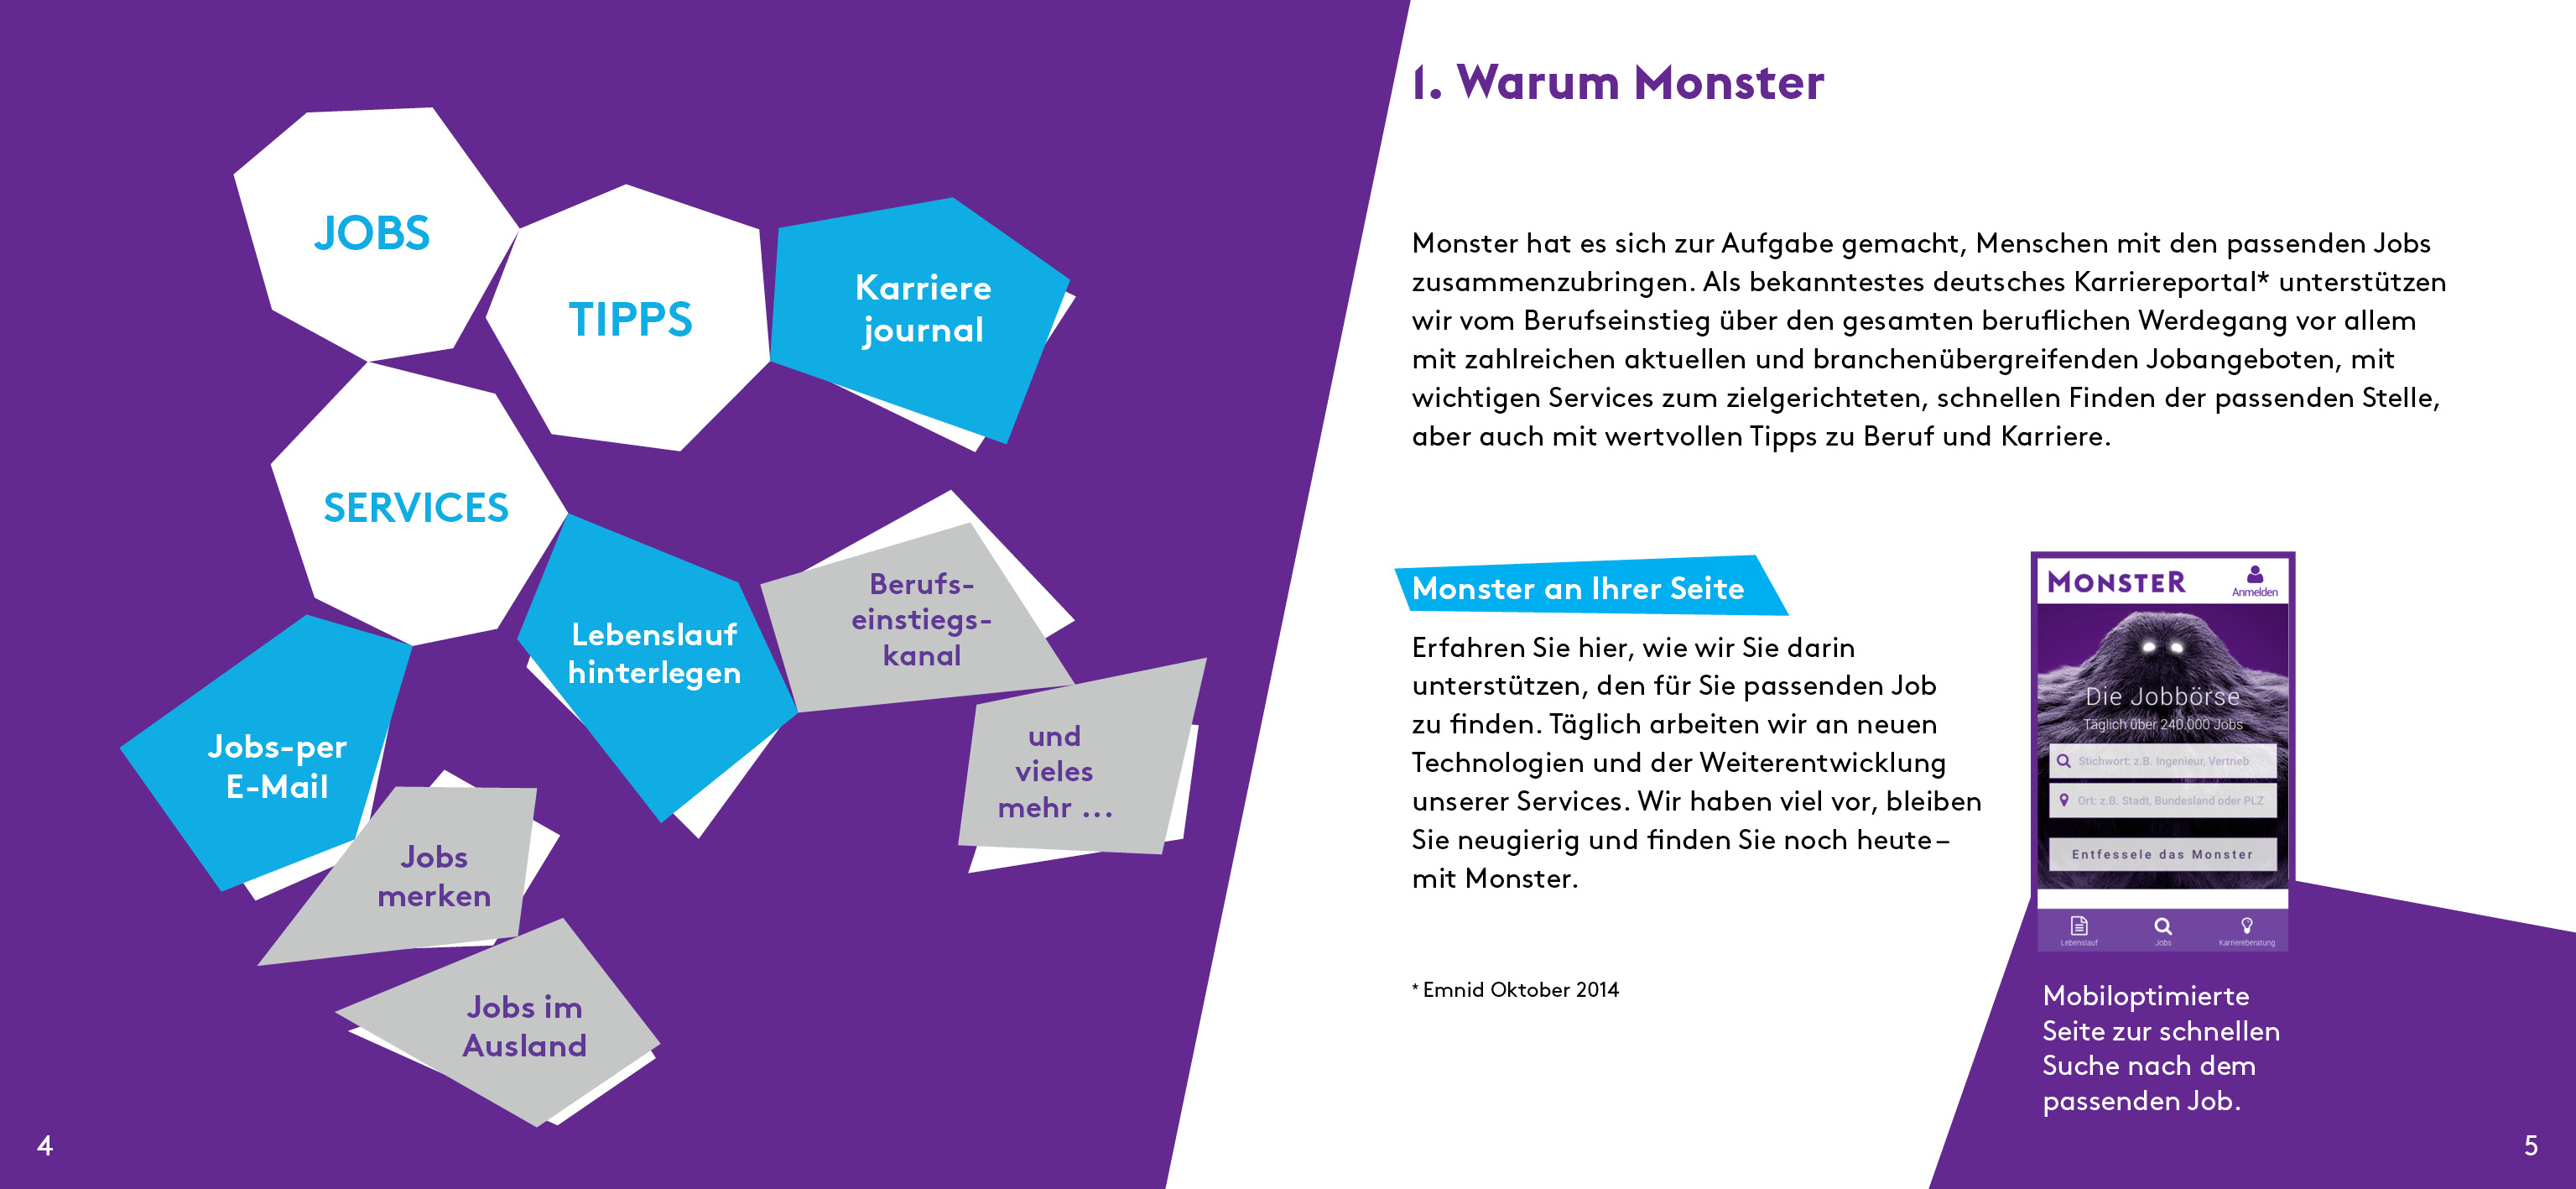 JOBS
TIPPS
Karriere
journal
SERVICES
Lebenslauf
hinterlegen
Berufs-
einstiegs-
kanal
und
vieles
mehr ...
Jobs-per
E-Mail
Jobs
merken
Jobs im
Ausland
4
1. Warum Monster
Monster hat es sich zur Aufgabe gemacht, Menschen mit den passenden Jobs
zusammenzubringen. Als bekanntestes deutsches Karriereportal* unterstützen
wir vom Berufseinstieg über den gesamten beruflichen Werdegang vor allem
mit zahlreichen aktuellen und branchenübergreifenden Jobangeboten, mit
wichtigen Services zum zielgerichteten, schnellen Finden der passenden Stelle,
aber auch mit wertvollen Tipps zu Beruf und Karriere.
Monster an Ihrer Seite
Erfahren Sie hier, wie wir Sie darin
unterstützen, den für Sie passenden Job
zu finden. Täglich arbeiten wir an neuen
Technologien und der Weiterentwicklung
unserer Services. Wir haben viel vor, bleiben
Sie neugierig und finden Sie noch heute –
mit Monster.
* Emnid Oktober 2014
MONSTER
Anmelden
Die Jobbörse
Täglich über 240.000 Jobs
Stichwort: z.B. Ingenieur, Vertrieb
Ort: z.B. Stadt, Bundesland oder PLZ
Entfessele das Monster
Lebenslauf Jobs Karriereberatung
Mobiloptimierte
Seite zur schnellen
Suche nach dem
passenden Job.
5